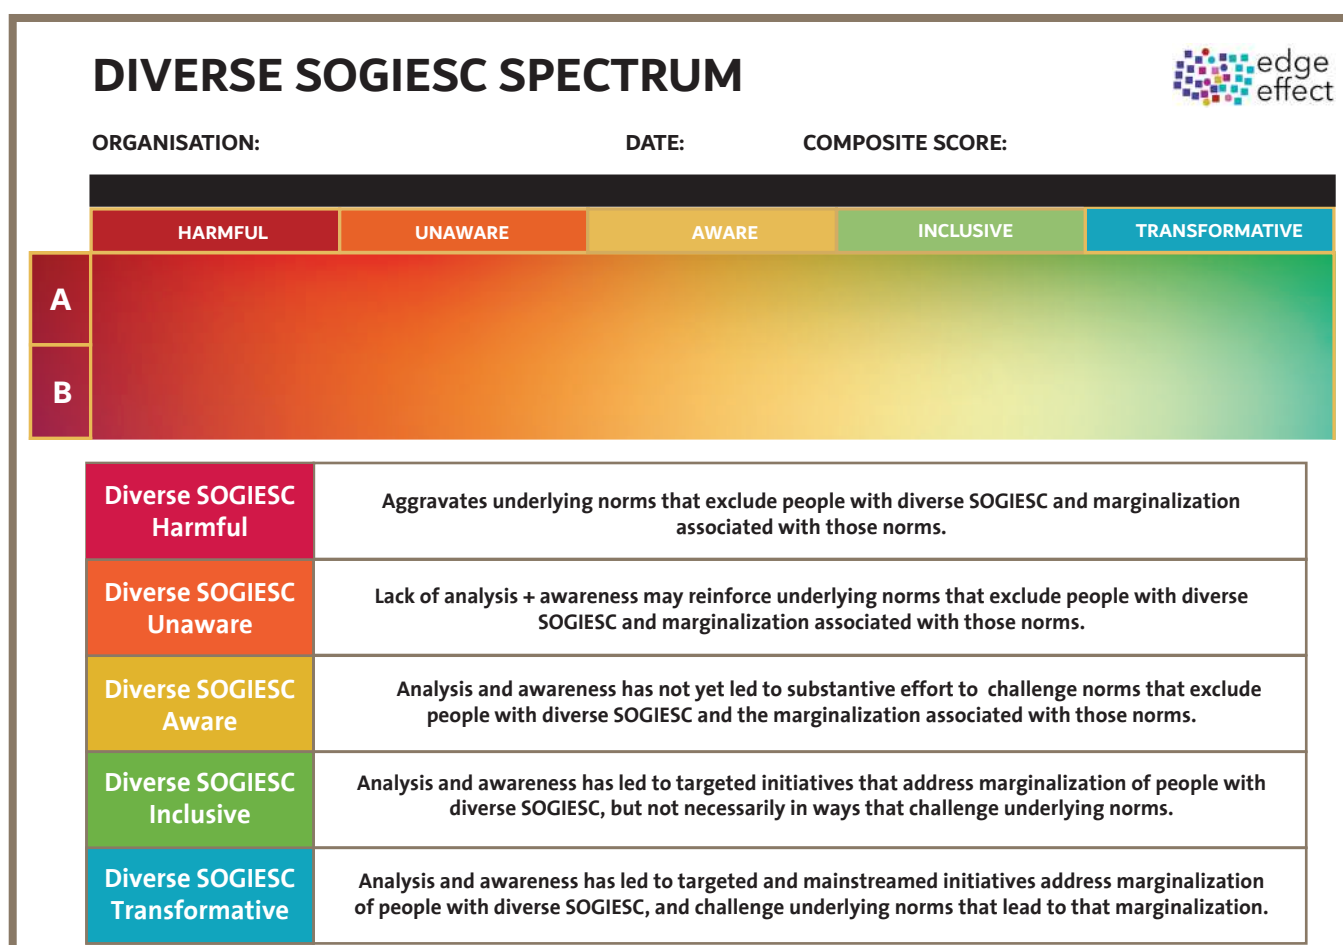 DIVERSE SOGIESC SPECTRUM
edge
effect
ORGANISATION: DATE: COMPOSITE SCORE:
HARMFUL UNAWARE AWARE INCLUSIVE TRANSFORMATIVE
A
B
Diverse SOGIESC
Harmful
Aggravates underlying norms that exclude people with diverse SOGIESC and marginalization
associated with those norms.
Diverse SOGIESC
Unaware
Lack of analysis + awareness may reinforce underlying norms that exclude people with diverse
SOGIESC and marginalization associated with those norms.
Diverse SOGIESC
Aware
Analysis and awareness has not yet led to substantive effort to challenge norms that exclude
people with diverse SOGIESC and the marginalization associated with those norms.
Diverse SOGIESC
Inclusive
Analysis and awareness has led to targeted initiatives that address marginalization of people with
diverse SOGIESC, but not necessarily in ways that challenge underlying norms.
Diverse SOGIESC
Transformative
Analysis and awareness has led to targeted and mainstreamed initiatives address marginalization
of people with diverse SOGIESC, and challenge underlying norms that lead to that marginalization.